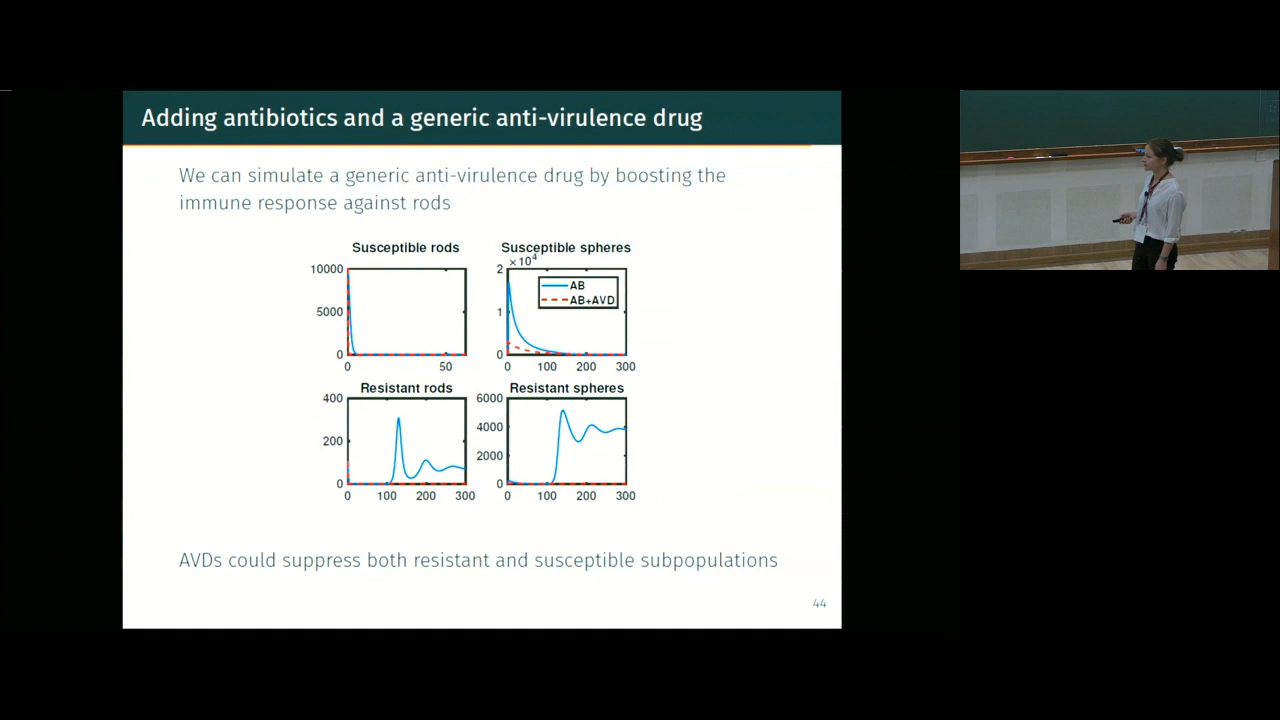 Adding antibiotics and a generic anti-virulence drug
We can simulate a generic anti-virulence drug by boosting the
immune response against rods
Susceptible rods
10000
5000
0
0 50
Susceptible spheres
×10⁴
2
1
0
0 100 200 300
AB
AB+AVD
Resistant rods
400
200
0
0 100 200 300
Resistant spheres
6000
4000
2000
0
0 100 200 300
AVDs could suppress both resistant and susceptible subpopulations
44